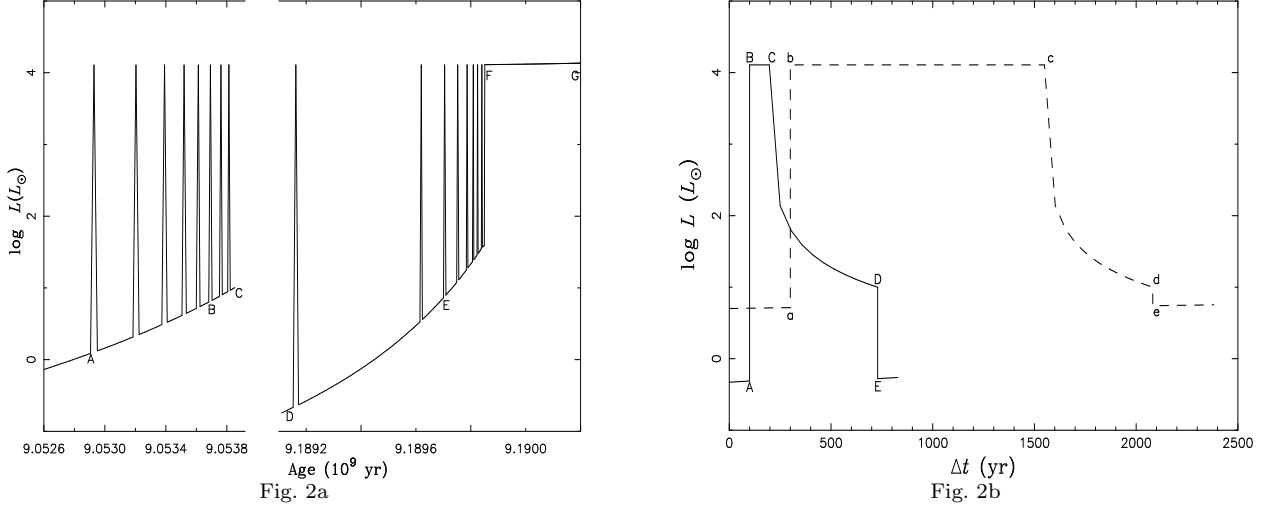 4
2
0
log L(L⊙)
A
B
C
D
E
F
G
9.0526
9.0530
9.0534
9.0538
9.1892
9.1896
9.1900
Age (10⁹ yr)
Fig. 2a
4
2
0
log L (L⊙)
B
C
b
c
D
d
a
e
A
E
0
500
1000
1500
2000
2500
Δt (yr)
Fig. 2b